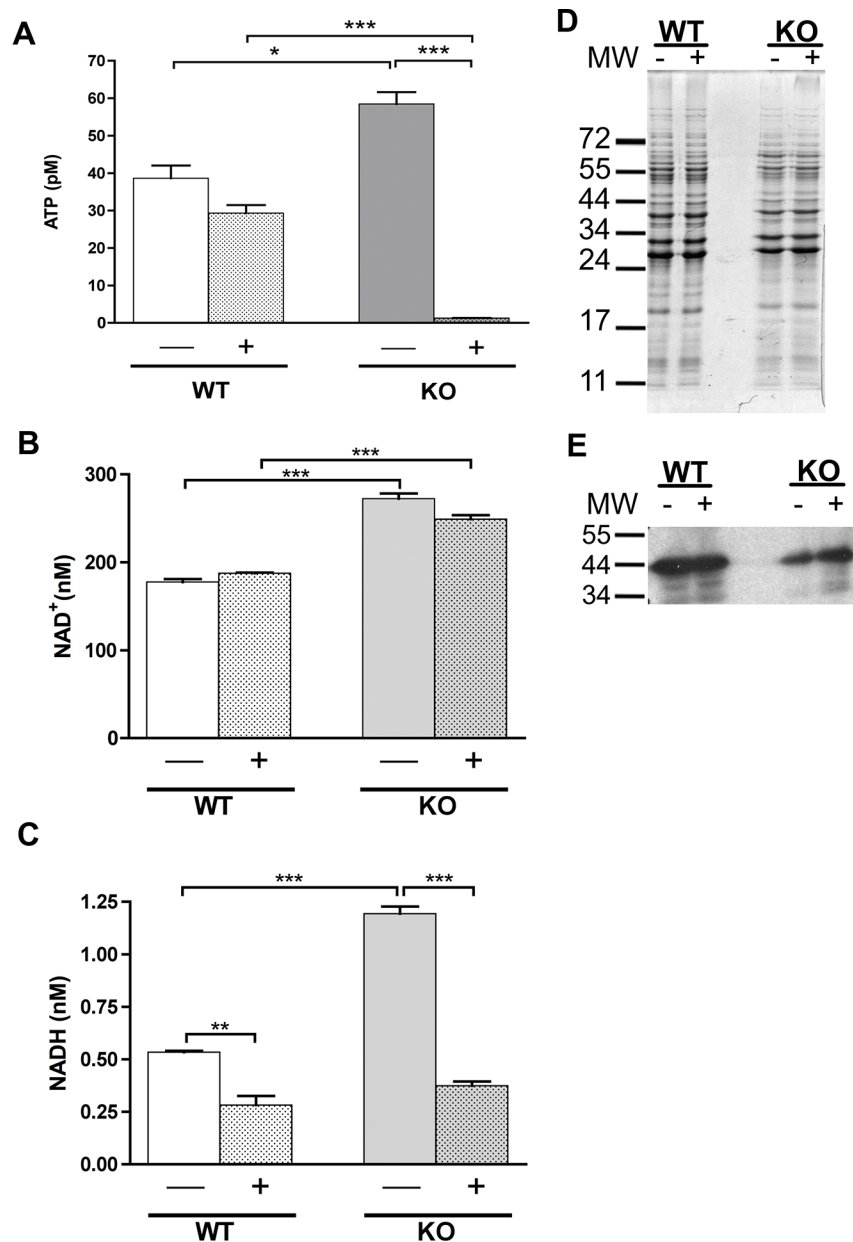 A
***
*
***
70
60
50
40
30
20
10
0
ATP (pM)
— + — +
WT KO
B
***
***
300
200
100
0
NAD+ (nM)
— + — +
WT KO
C
***
***
**
1.25
1.00
0.75
0.50
0.25
0.00
NADH (nM)
— + — +
WT KO
D
WT KO
MW - + - +
72
55
44
34
24
17
11
E
WT KO
MW - + - +
55
44
34